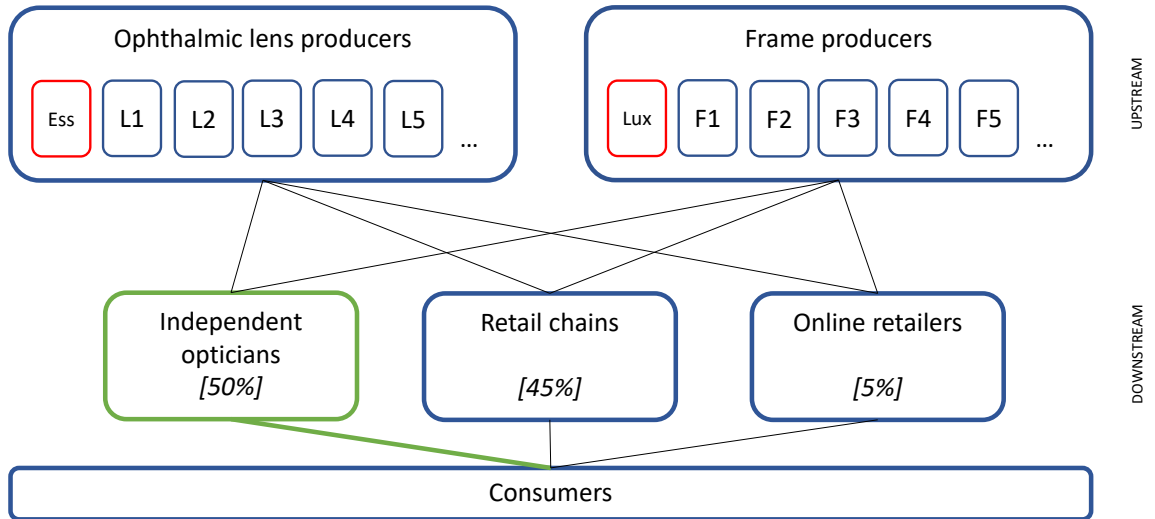 Ophthalmic lens producers
Ess
L1
L2
L3
L4
L5
...
Frame producers
Lux
F1
F2
F3
F4
F5
...
UPSTREAM
Independent
opticians
[50%]
Retail chains
[45%]
Online retailers
[5%]
DOWNSTREAM
Consumers